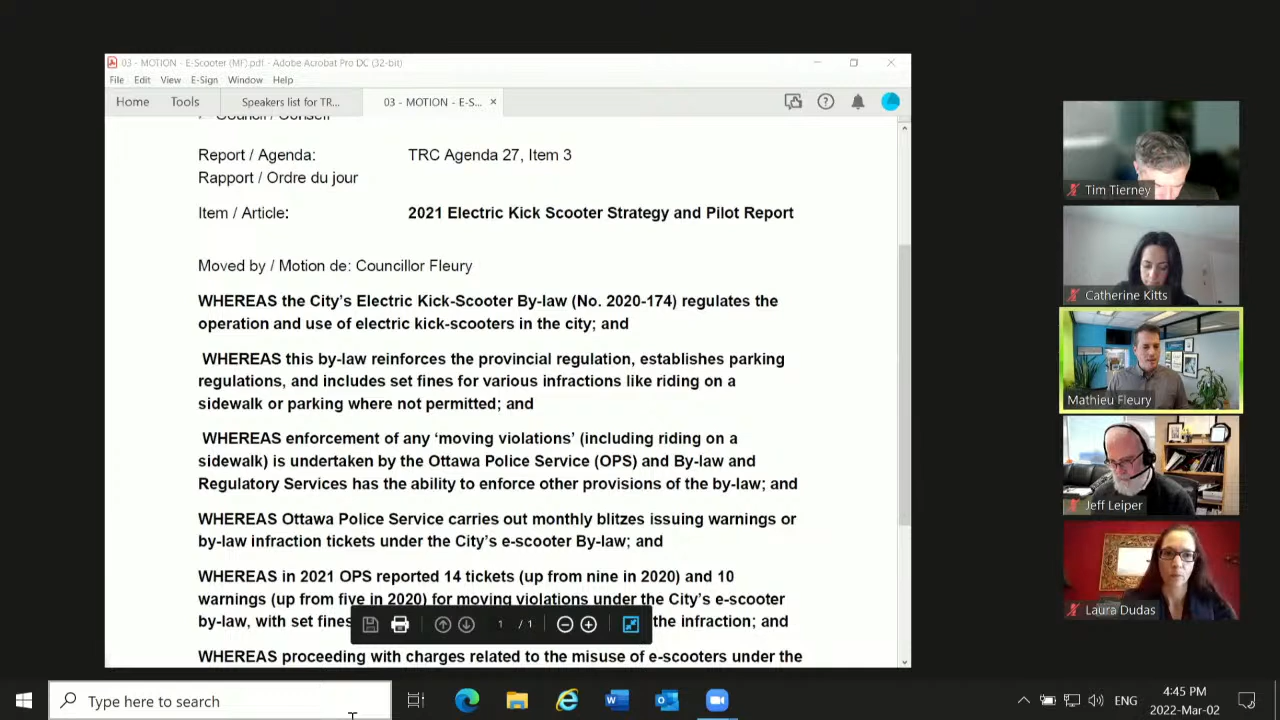 03 - MOTION - E-Scooter (MF).pdf - Adobe Acrobat Pro DC (32-bit)
File Edit View E-Sign Window Help
Home Tools Speakers list for TR... 03 - MOTION - E-S... ×
Council / Conseil
Report / Agenda: TRC Agenda 27, Item 3
Rapport / Ordre du jour
Item / Article: 2021 Electric Kick Scooter Strategy and Pilot Report
Moved by / Motion de: Councillor Fleury
WHEREAS the City's Electric Kick-Scooter By-law (No. 2020-174) regulates the
operation and use of electric kick-scooters in the city; and
WHEREAS this by-law reinforces the provincial regulation, establishes parking
regulations, and includes set fines for various infractions like riding on a
sidewalk or parking where not permitted; and
WHEREAS enforcement of any ‘moving violations’ (including riding on a
sidewalk) is undertaken by the Ottawa Police Service (OPS) and By-law and
Regulatory Services has the ability to enforce other provisions of the by-law; and
WHEREAS Ottawa Police Service carries out monthly blitzes issuing warnings or
by-law infraction tickets under the City's e-scooter By-law; and
WHEREAS in 2021 OPS reported 14 tickets (up from nine in 2020) and 10
warnings (up from five in 2020) for moving violations under the City's e-scooter
by-law, with set fines the infraction; and
1 / 1
WHEREAS proceeding with charges related to the misuse of e-scooters under the
Tim Tierney
Catherine Kitts
Mathieu Fleury
Jeff Leiper
Laura Dudas
Type here to search
ENG
4:45 PM
2022-Mar-02